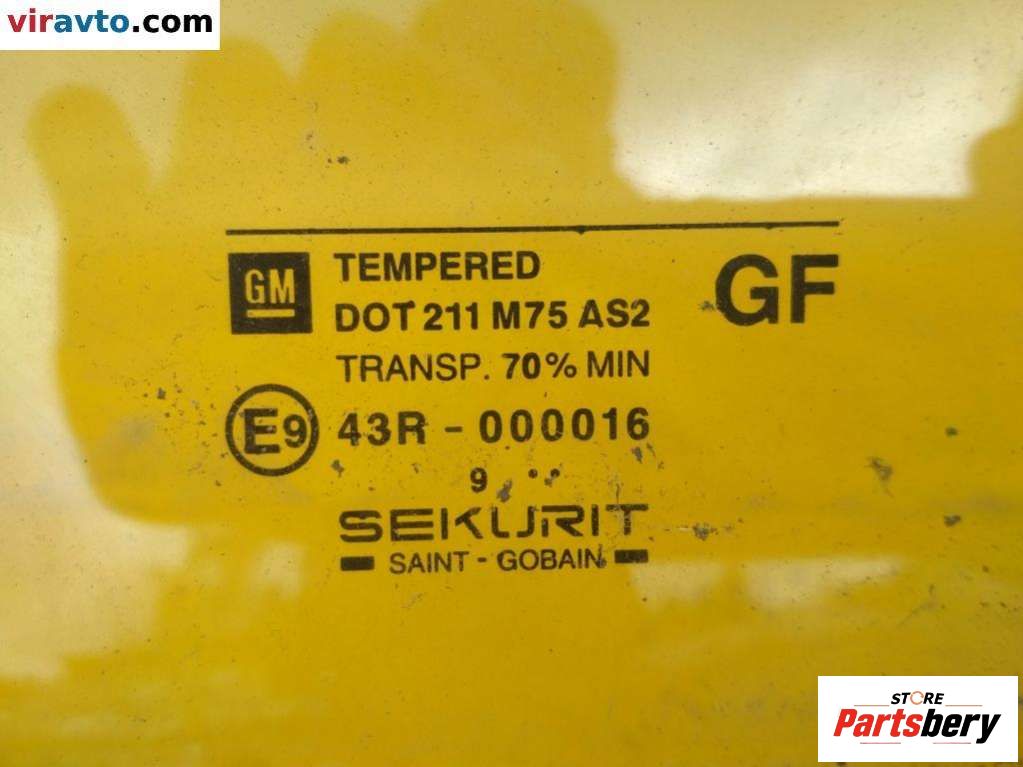 viravto.com
GM TEMPERED GF
DOT 211 M75 AS2
TRANSP. 70% MIN
E9 43R - 000016
9 ..
SEKURIT
SAINT - GOBAIN
STORE
Partsbery